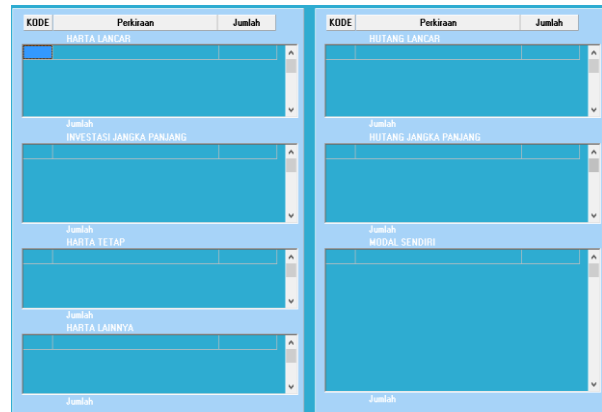 KODE Perkiraan Jumlah
HARTA LANCAR
Jumlah
INVESTASI JANGKA PANJANG
Jumlah
HARTA TETAP
Jumlah
HARTA LAINNYA
Jumlah
KODE Perkiraan Jumlah
HUTANG LANCAR
Jumlah
HUTANG JANGKA PANJANG
Jumlah
MODAL SENDIRI
Jumlah